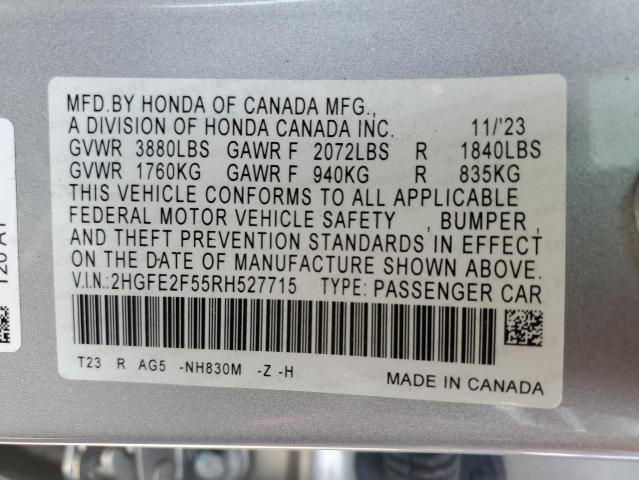 MFD.BY HONDA OF CANADA MFG.,
A DIVISION OF HONDA CANADA INC. 11/'23
GVWR 3880LBS GAWR F 2072LBS R 1840LBS
GVWR 1760KG GAWR F 940KG R 835KG
THIS VEHICLE CONFORMS TO ALL APPLICABLE
FEDERAL MOTOR VEHICLE SAFETY , BUMPER ,
AND THEFT PREVENTION STANDARDS IN EFFECT
ON THE DATE OF MANUFACTURE SHOWN ABOVE.
V.I.N.:2HGFE2F55RH527715 TYPE: PASSENGER CAR
T23 R AG5 -NH830M -Z -H
MADE IN CANADA
120 A1